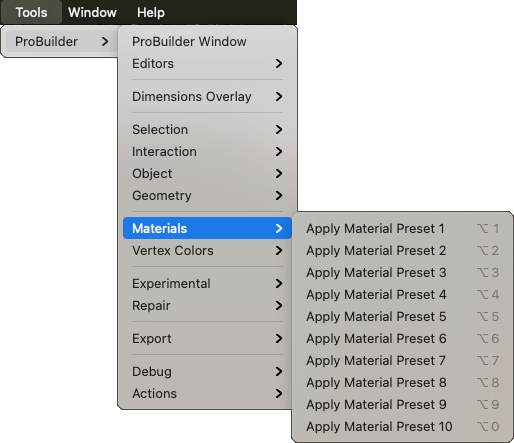 Tools Window Help
ProBuilder
ProBuilder Window
Editors
Dimensions Overlay
Selection
Interaction
Object
Geometry
Materials
Vertex Colors
Experimental
Repair
Export
Debug
Actions
Apply Material Preset 1 ⌥1
Apply Material Preset 2 ⌥2
Apply Material Preset 3 ⌥3
Apply Material Preset 4 ⌥4
Apply Material Preset 5 ⌥5
Apply Material Preset 6 ⌥6
Apply Material Preset 7 ⌥7
Apply Material Preset 8 ⌥8
Apply Material Preset 9 ⌥9
Apply Material Preset 10 ⌥0